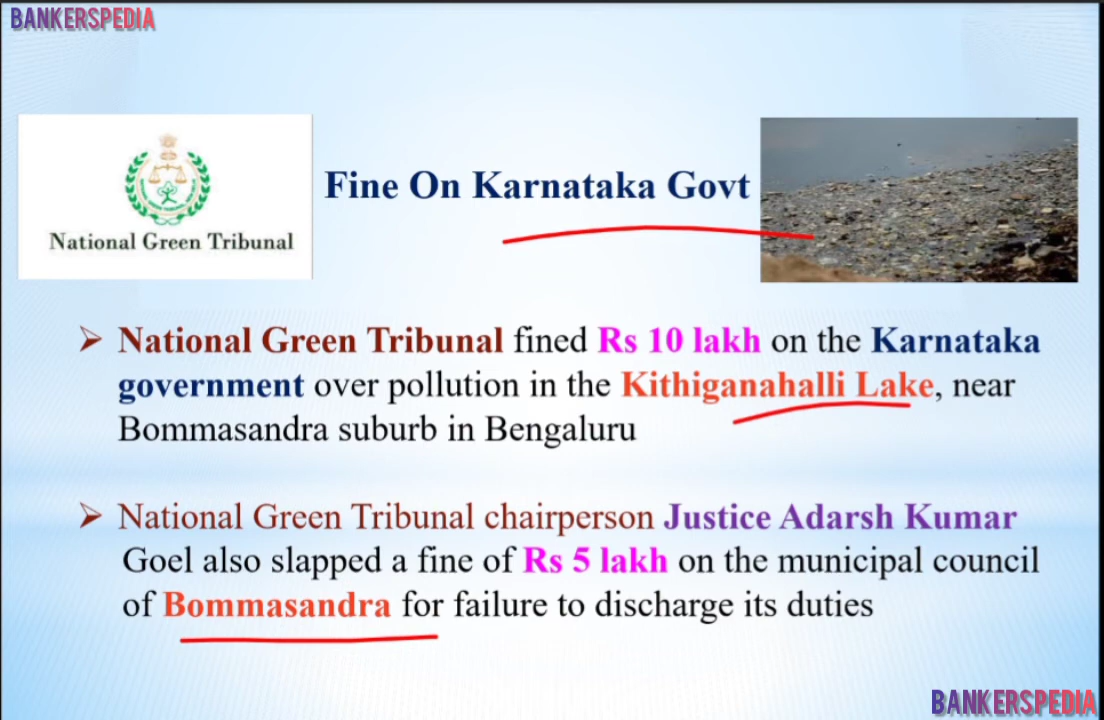 BANKERSPEDIA
National Green Tribunal
Fine On Karnataka Govt
➢ National Green Tribunal fined Rs 10 lakh on the Karnataka
government over pollution in the Kithiganahalli Lake, near
Bommasandra suburb in Bengaluru
➢ National Green Tribunal chairperson Justice Adarsh Kumar
Goel also slapped a fine of Rs 5 lakh on the municipal council
of Bommasandra for failure to discharge its duties
BANKERSPEDIA